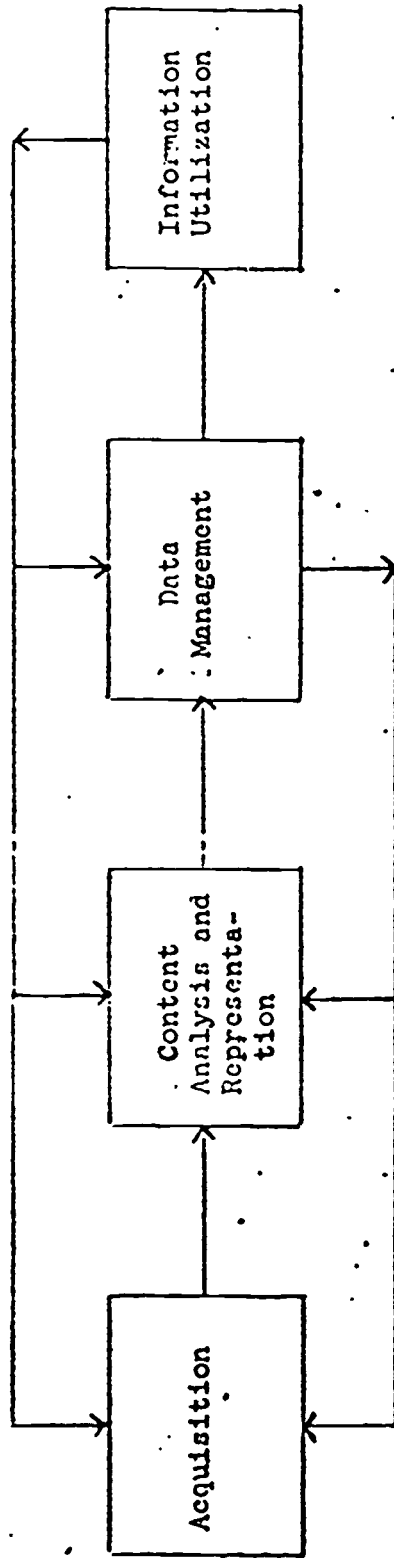 Acquisition
Content
Analysis and
Representa-
tion
Data
Management
Information
Utilization